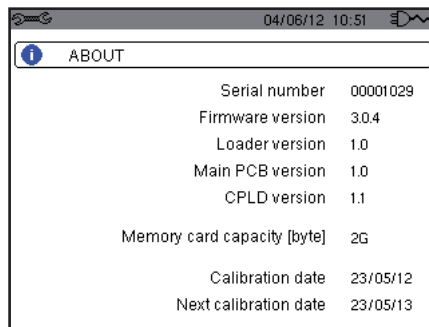 04/06/12 10:51
ABOUT
Serial number 00001029
Firmware version 3.0.4
Loader version 1.0
Main PCB version 1.0
CPLD version 1.1
Memory card capacity [byte] 2G
Calibration date 23/05/12
Next calibration date 23/05/13